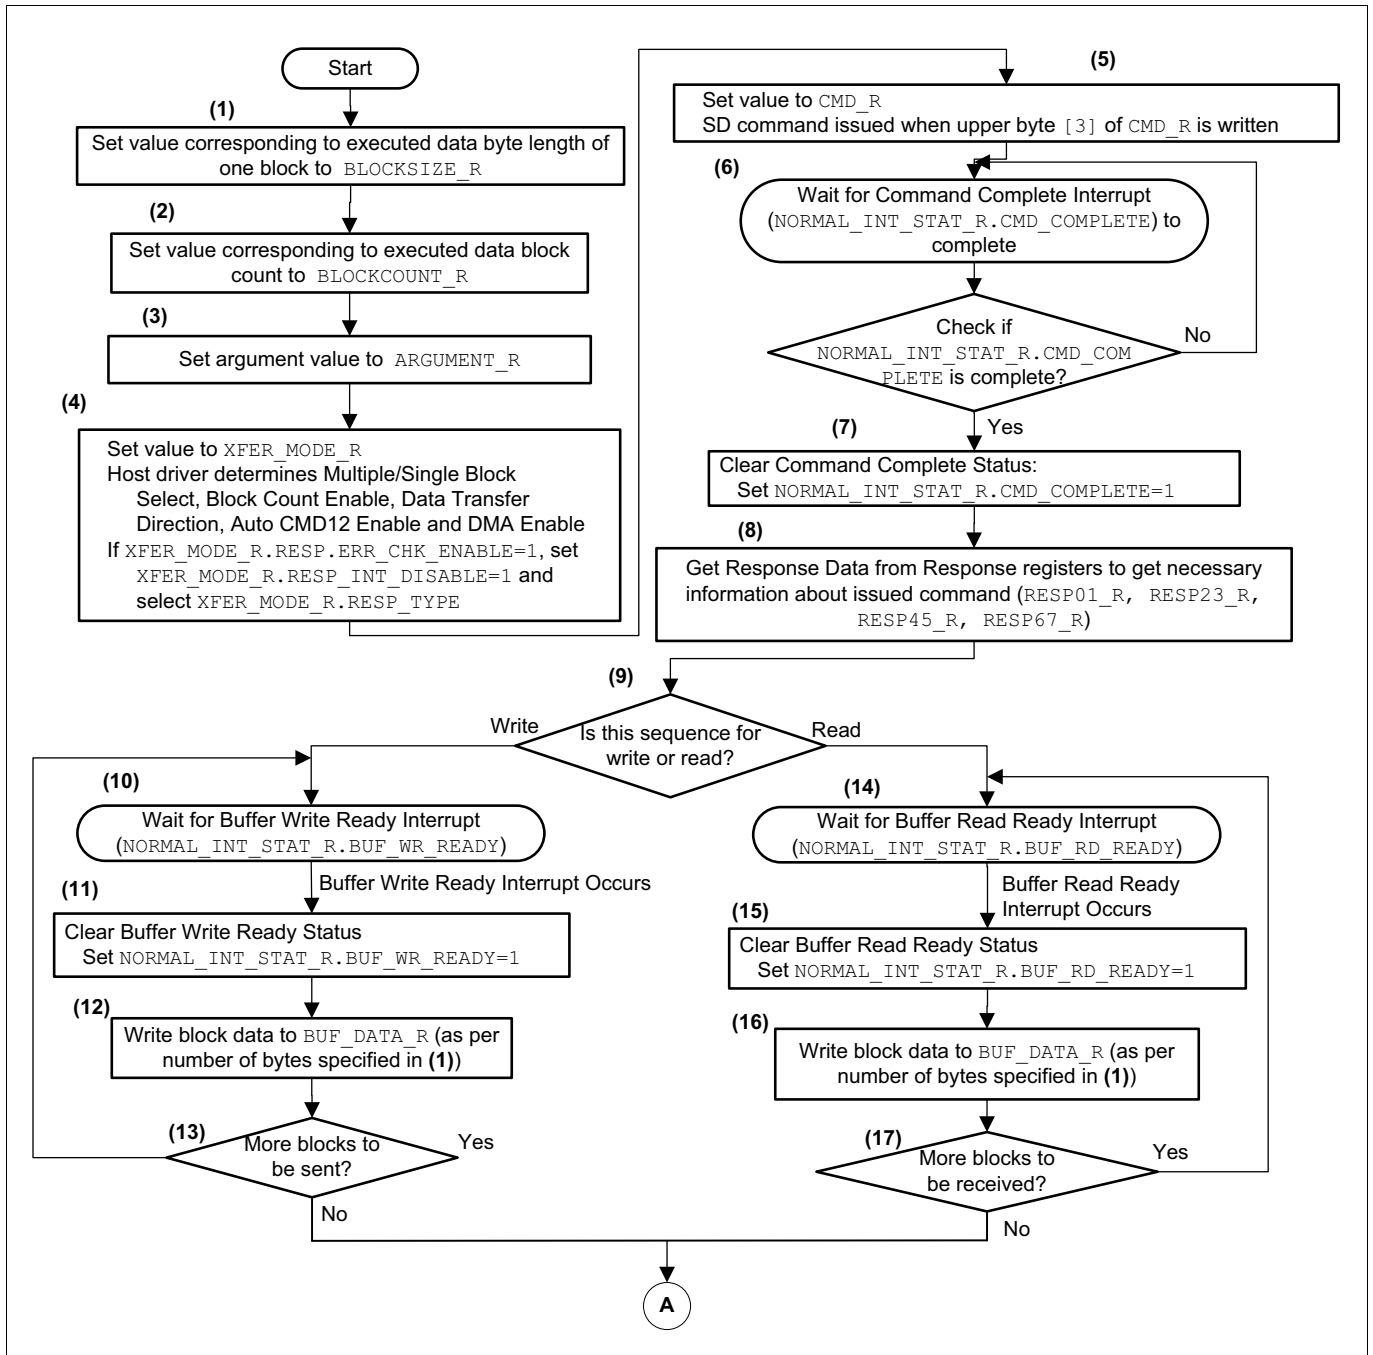 Start
(1)
Set value corresponding to executed data byte length of
one block to BLOCKSIZE_R
(2)
Set value corresponding to executed data block
count to BLOCKCOUNT_R
(3)
Set argument value to ARGUMENT_R
(4)
Set value to XFER_MODE_R
Host driver determines Multiple/Single Block
Select, Block Count Enable, Data Transfer
Direction, Auto CMD12 Enable and DMA Enable
If XFER_MODE_R.RESP.ERR_CHK_ENABLE=1, set
XFER_MODE_R.RESP_INT_DISABLE=1 and
select XFER_MODE_R.RESP_TYPE
(5)
Set value to CMD_R
SD command issued when upper byte [3] of CMD_R is written
(6)
Wait for Command Complete Interrupt
(NORMAL_INT_STAT_R.CMD_COMPLETE) to
complete
Check if
NORMAL_INT_STAT_R.CMD_COM
PLETE is complete?
No
Yes
(7)
Clear Command Complete Status:
Set NORMAL_INT_STAT_R.CMD_COMPLETE=1
(8)
Get Response Data from Response registers to get necessary
information about issued command (RESP01_R, RESP23_R,
RESP45_R, RESP67_R)
(9)
Is this sequence for
write or read?
Write
Read
(10)
Wait for Buffer Write Ready Interrupt
(NORMAL_INT_STAT_R.BUF_WR_READY)
Buffer Write Ready Interrupt Occurs
(11)
Clear Buffer Write Ready Status
Set NORMAL_INT_STAT_R.BUF_WR_READY=1
(12)
Write block data to BUF_DATA_R (as per
number of bytes specified in (1))
(13)
More blocks to
be sent?
Yes
No
(14)
Wait for Buffer Read Ready Interrupt
(NORMAL_INT_STAT_R.BUF_RD_READY)
Buffer Read Ready
Interrupt Occurs
(15)
Clear Buffer Read Ready Status
Set NORMAL_INT_STAT_R.BUF_RD_READY=1
(16)
Write block data to BUF_DATA_R (as per
number of bytes specified in (1))
(17)
More blocks to
be received?
Yes
No
A